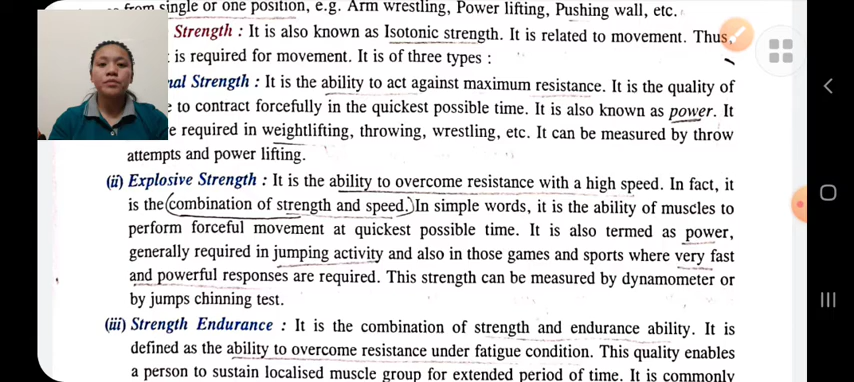 from single or one position, e.g. Arm wrestling, Power lifting, Pushing wall, etc.
Strength : It is also known as Isotonic strength. It is related to movement. Thus,
is required for movement. It is of three types :
nal Strength : It is the ability to act against maximum resistance. It is the quality of
to contract forcefully in the quickest possible time. It is also known as power. It
required in weightlifting, throwing, wrestling, etc. It can be measured by throw
attempts and power lifting.
(ii) Explosive Strength : It is the ability to overcome resistance with a high speed. In fact, it
is the (combination of strength and speed.) In simple words, it is the ability of muscles to
perform forceful movement at quickest possible time. It is also termed as power,
generally required in jumping activity and also in those games and sports where very fast
and powerful responses are required. This strength can be measured by dynamometer or
by jumps chinning test.
(iii) Strength Endurance : It is the combination of strength and endurance ability. It is
defined as the ability to overcome resistance under fatigue condition. This quality enables
a person to sustain localised muscle group for extended period of time. It is commonly